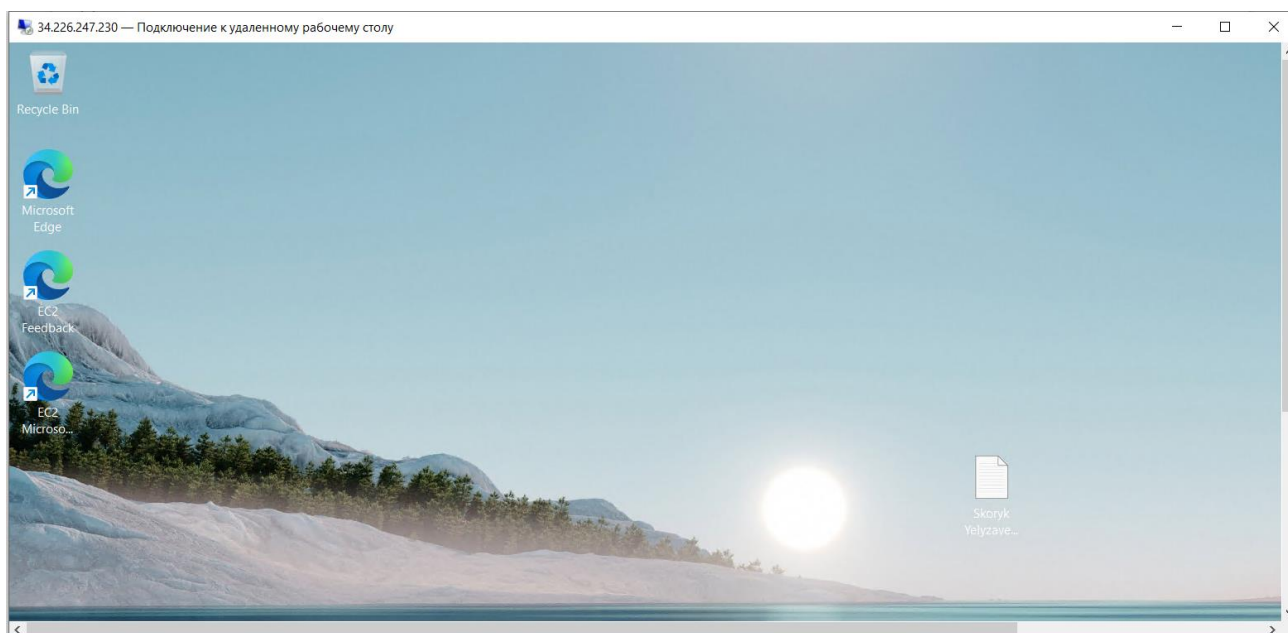 34.226.247.230 — Подключение к удаленному рабочему столу
Recycle Bin
Microsoft
Edge
EC2
Feedback
EC2
Microso...
Skoryk
Yelyzave...